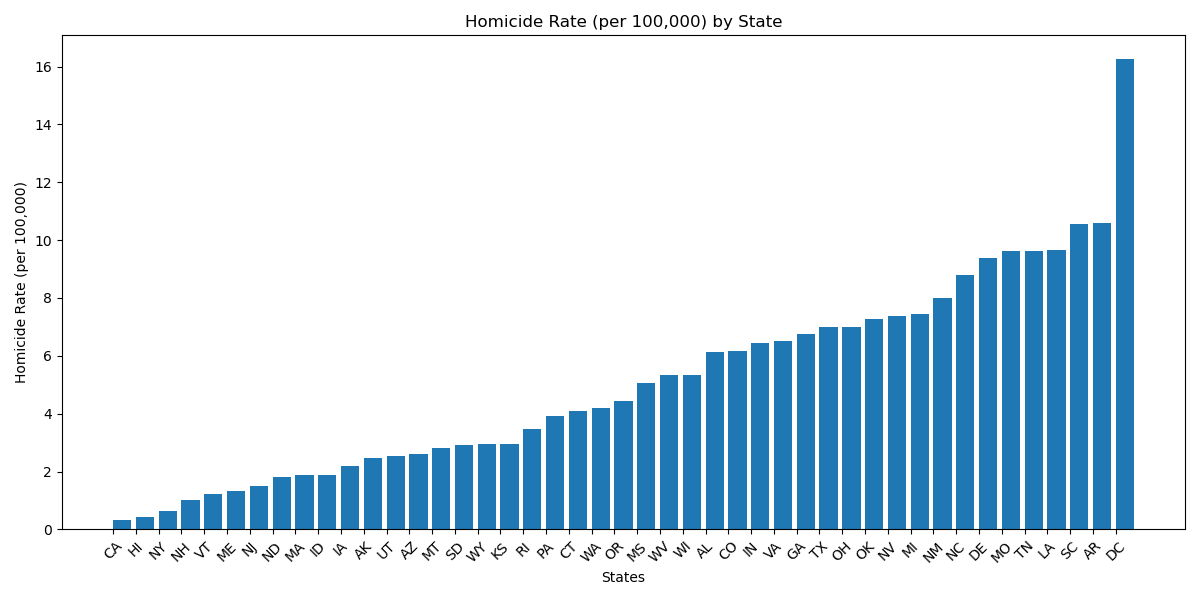 Homicide Rate (per 100,000) by State
Homicide Rate (per 100,000)
16
14
12
10
8
6
4
2
0
CA HI NY NH VT ME NJ ND MA ID IA AK UT AZ MT SD WY KS RI PA CT WA OR MS WV WI AL CO IN VA GA TX OH OK NV MI NM NC DE MO TN LA SC AR DC
States